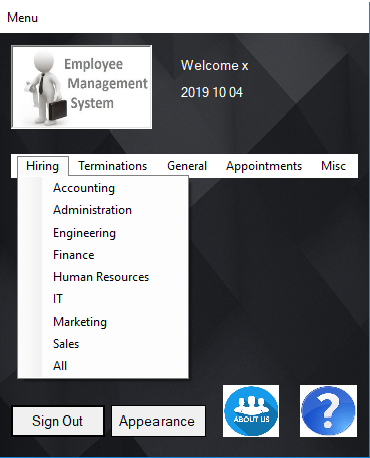 Menu
Employee
Management
System
Welcome x
2019 10 04
Hiring Terminations General Appointments Misc
Accounting
Administration
Engineering
Finance
Human Resources
IT
Marketing
Sales
All
Sign Out Appearance
ABOUT US
?